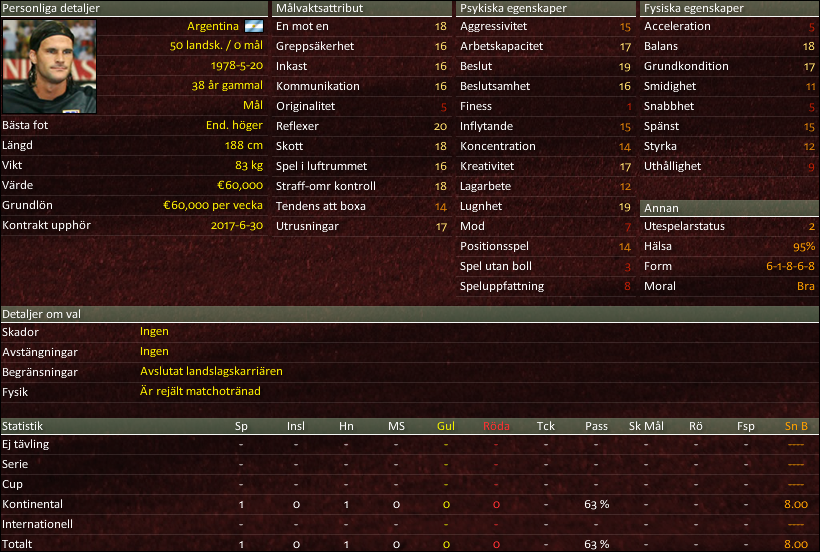 Personliga detaljer
Argentina
50 landsk. / 0 mål
1978-5-20
38 år gammal
Mål
Bästa fot End. höger
Längd 188 cm
Vikt 83 kg
Värde €60,000
Grundlön €60,000 per vecka
Kontrakt upphör 2017-6-30
Målvaktsattribut
En mot en 18
Greppsäkerhet 16
Inkast 16
Kommunikation 16
Originalitet 5
Reflexer 20
Skott 18
Spel i luftrummet 16
Straff-omr kontroll 18
Tendens att boxa 14
Utrusningar 17
Psykiska egenskaper
Aggressivitet 15
Arbetskapacitet 17
Beslut 19
Beslutsamhet 16
Finess 1
Inflytande 15
Koncentration 14
Kreativitet 17
Lagarbete 12
Lugnhet 19
Mod 7
Positionsspel 14
Spel utan boll 3
Speluppfattning 8
Fysiska egenskaper
Acceleration 5
Balans 18
Grundkondition 17
Smidighet 11
Snabbhet 5
Spänst 15
Styrka 12
Uthållighet 9
Annan
Utespelarstatus 2
Hälsa 95%
Form 6-1-8-6-8
Moral Bra
Detaljer om val
Skador Ingen
Avstängningar Ingen
Begränsningar Avslutat landslagskarriären
Fysik Är rejält matchotränad
Statistik Sp Insl Hn MS Gul Röda Tck Pass Sk Mål Rö Fsp Sn B
Ej tävling - - - - - - - - - - - ----
Serie - - - - - - - - - - - ----
Cup - - - - - - - - - - - ----
Kontinental 1 0 1 0 0 0 - 63 % - - - 8.00
Internationell - - - - - - - - - - - ----
Totalt 1 0 1 0 0 0 - 63 % - - - 8.00